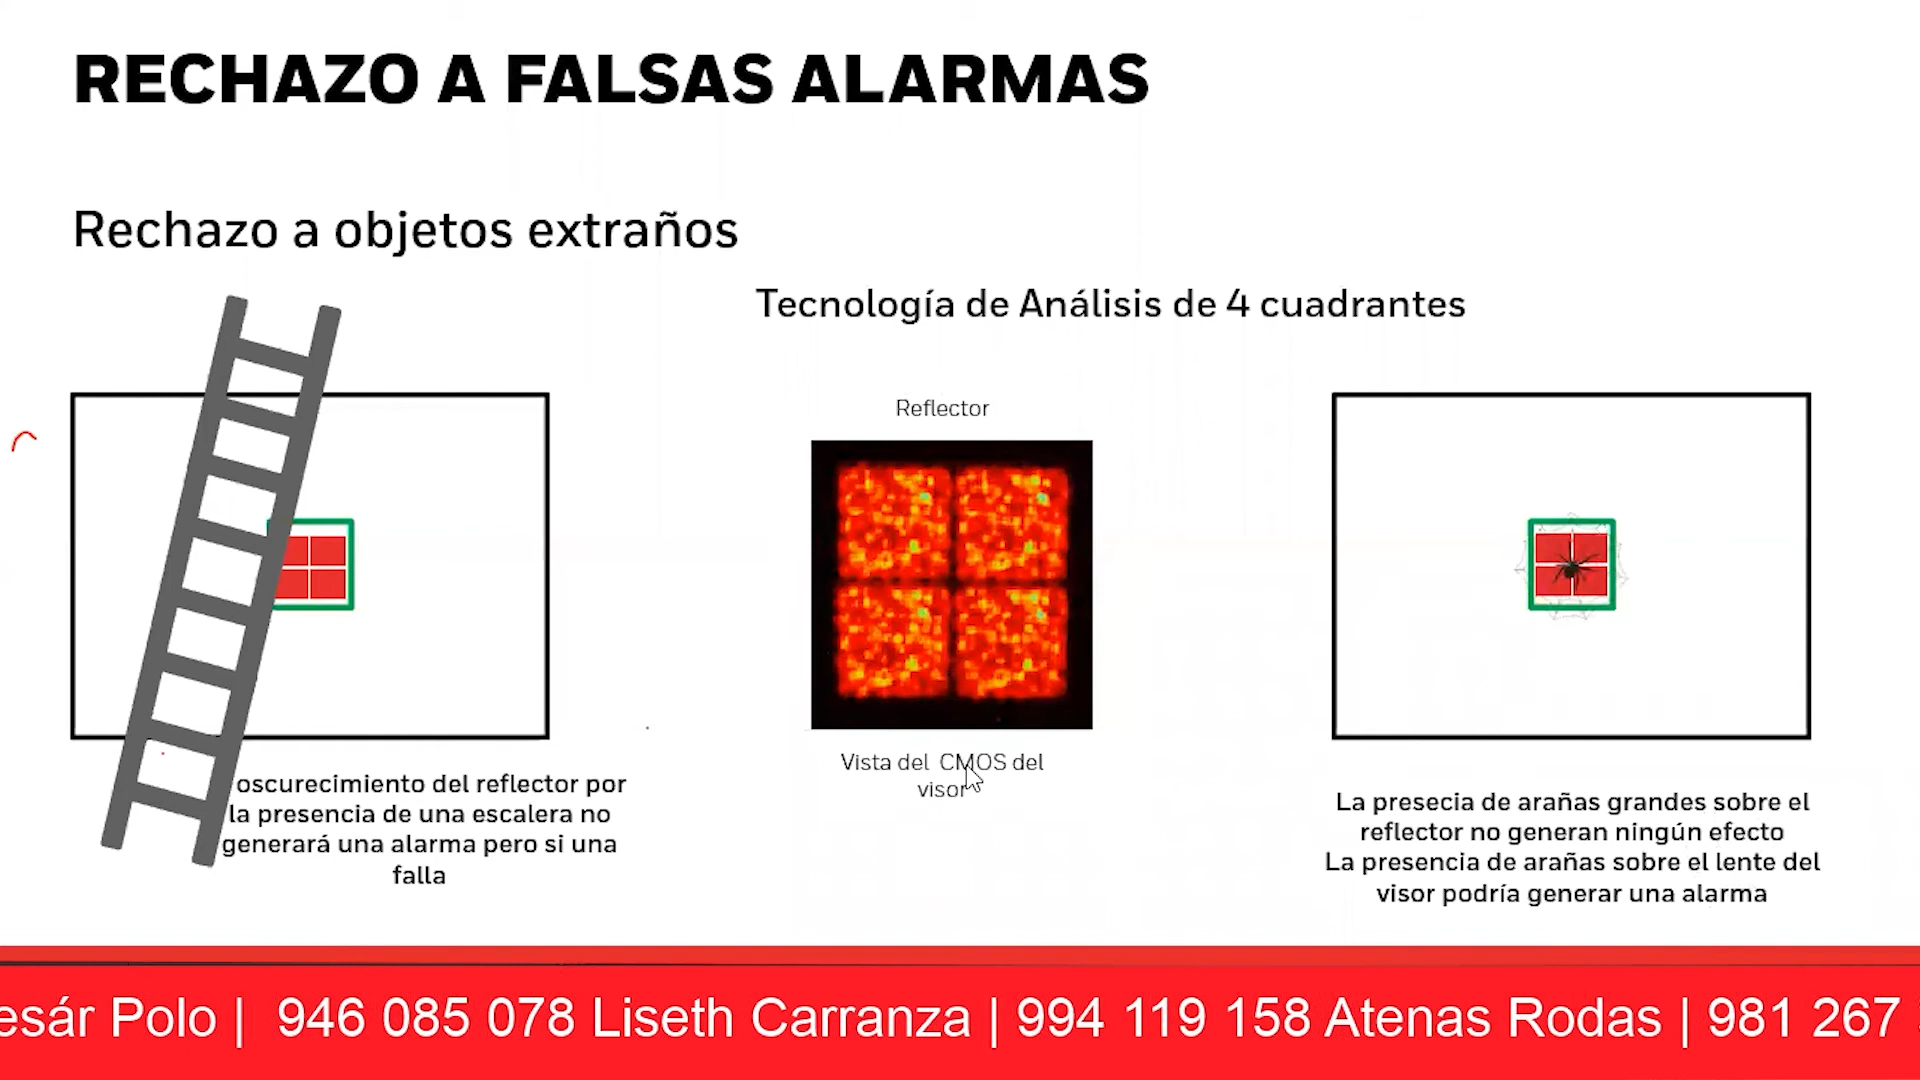 RECHAZO A FALSAS ALARMAS
Rechazo a objetos extraños
Tecnología de Análisis de 4 cuadrantes
oscurecimiento del reflector por
la presencia de una escalera no
generará una alarma pero si una
falla
Reflector
Vista del CMOS del
visor
La presecia de arañas grandes sobre el
reflector no generan ningún efecto
La presencia de arañas sobre el lente del
visor podría generar una alarma
esár Polo | 946 085 078 Liseth Carranza | 994 119 158 Atenas Rodas | 981 267